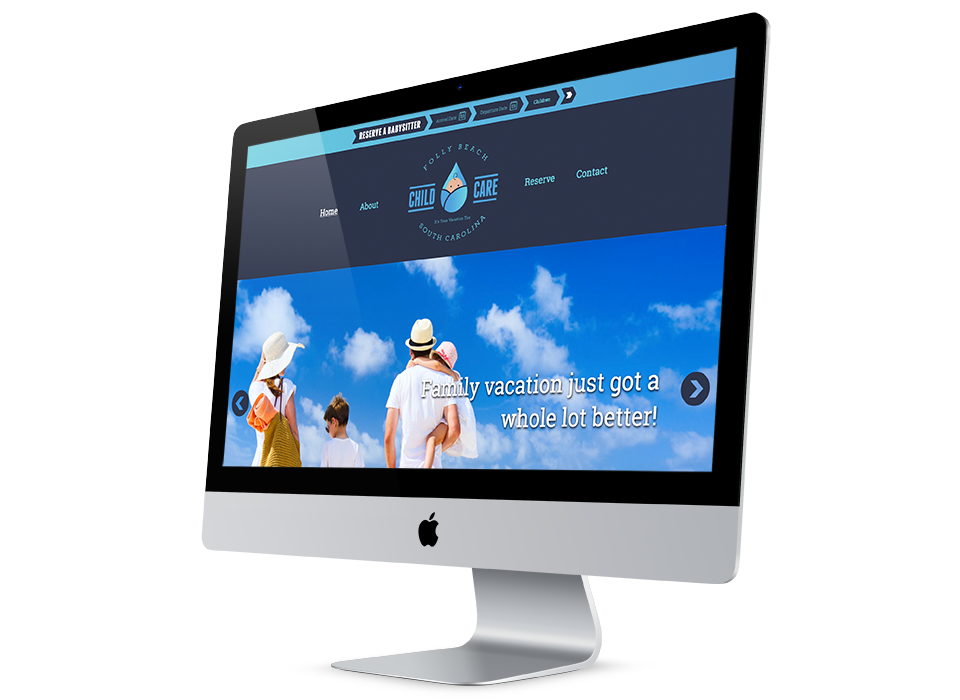 RESERVE A BABYSITTER
Arrival Date
Departure Date
Children
FOLLY BEACH
CHILD CARE
It's Your Vacation Too
SOUTH CAROLINA
Home
About
Reserve
Contact
Family vacation just got a
whole lot better!